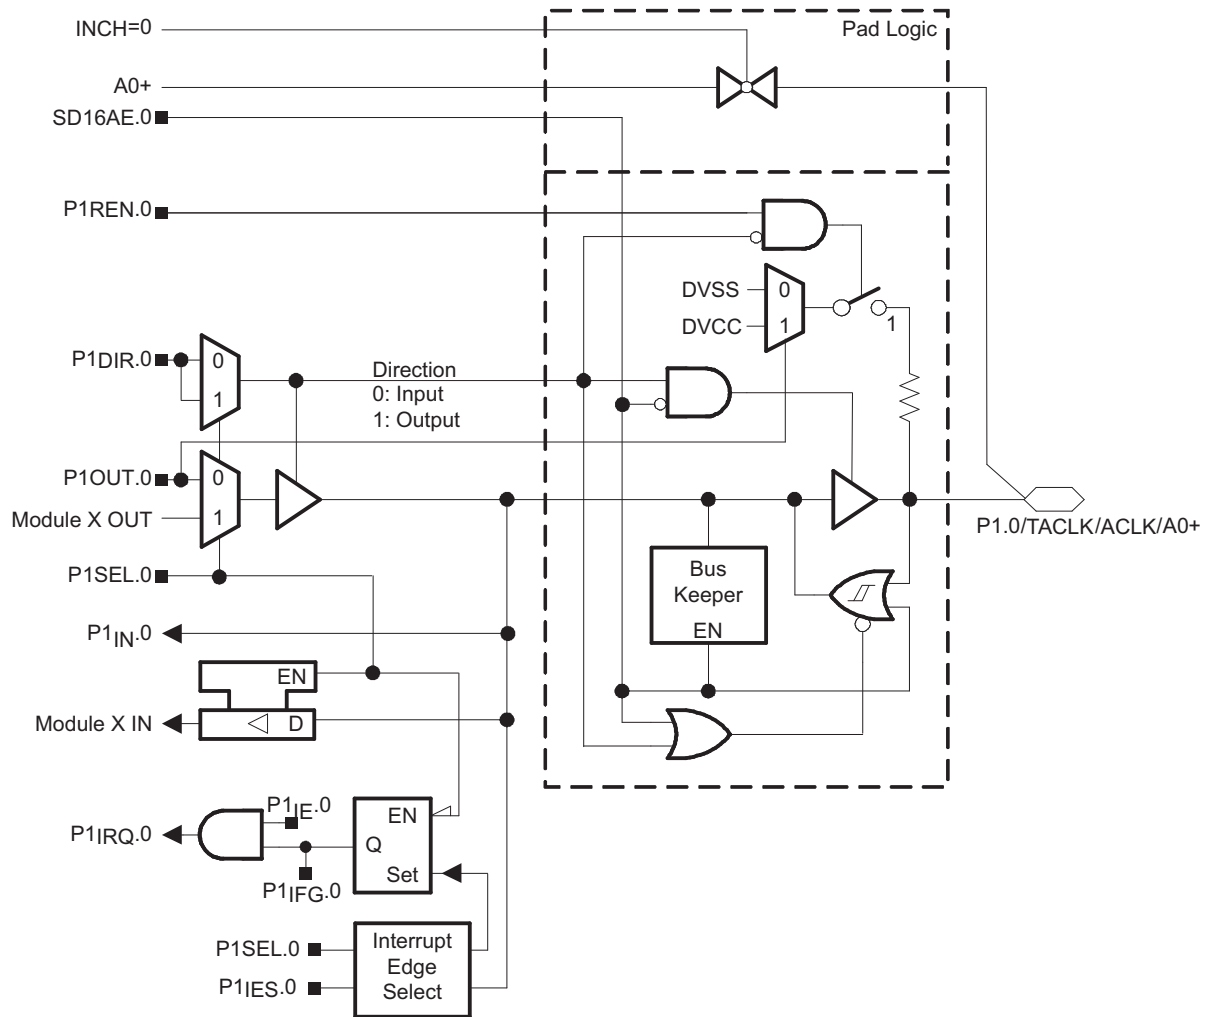 INCH=0
Pad Logic
A0+
SD16AE.0
P1REN.0
DVSS
0
DVCC
1
1
P1DIR.0
0
1
Direction
0: Input
1: Output
P1OUT.0
0
Module X OUT
1
P1.0/TACLK/ACLK/A0+
P1SEL.0
Bus
Keeper
EN
P1IN.0
EN
Module X IN
D
P1IE.0
EN
P1IRQ.0
Q
Set
P1IFG.0
P1SEL.0
P1IES.0
Interrupt
Edge
Select